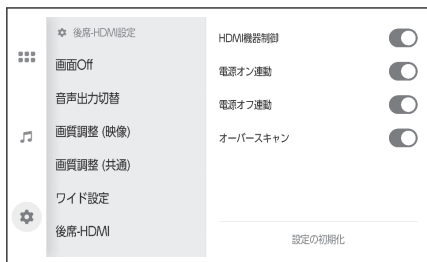 後席-HDMI設定
画面Off
音声出力切替
画質調整 (映像)
画質調整 (共通)
ワイド設定
後席-HDMI
HDMI機器制御
電源オン連動
電源オフ連動
オーバースキャン
設定の初期化